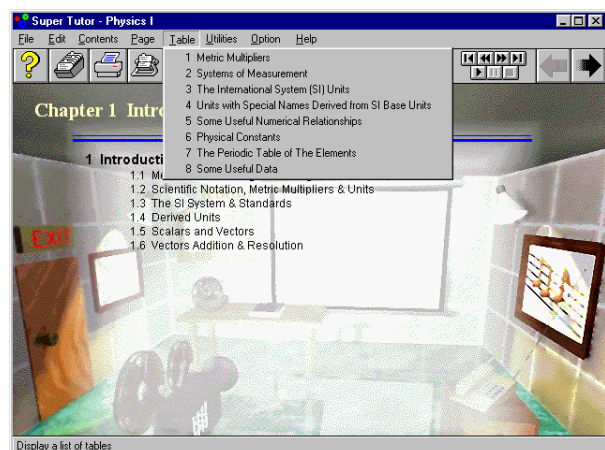 Super Tutor - Physics I
File Edit Contents Page Table Utilities Option Help
1 Metric Multipliers
2 Systems of Measurement
3 The International System (SI) Units
4 Units with Special Names Derived from SI Base Units
5 Some Useful Numerical Relationships
6 Physical Constants
7 The Periodic Table of The Elements
8 Some Useful Data
Chapter 1
1
1.1
1.2 Scientific Notation, Metric Multipliers & Units
1.3 The SI System & Standards
1.4 Derived Units
1.5 Scalars and Vectors
1.6 Vectors Addition & Resolution
EXIT
Display a list of tables